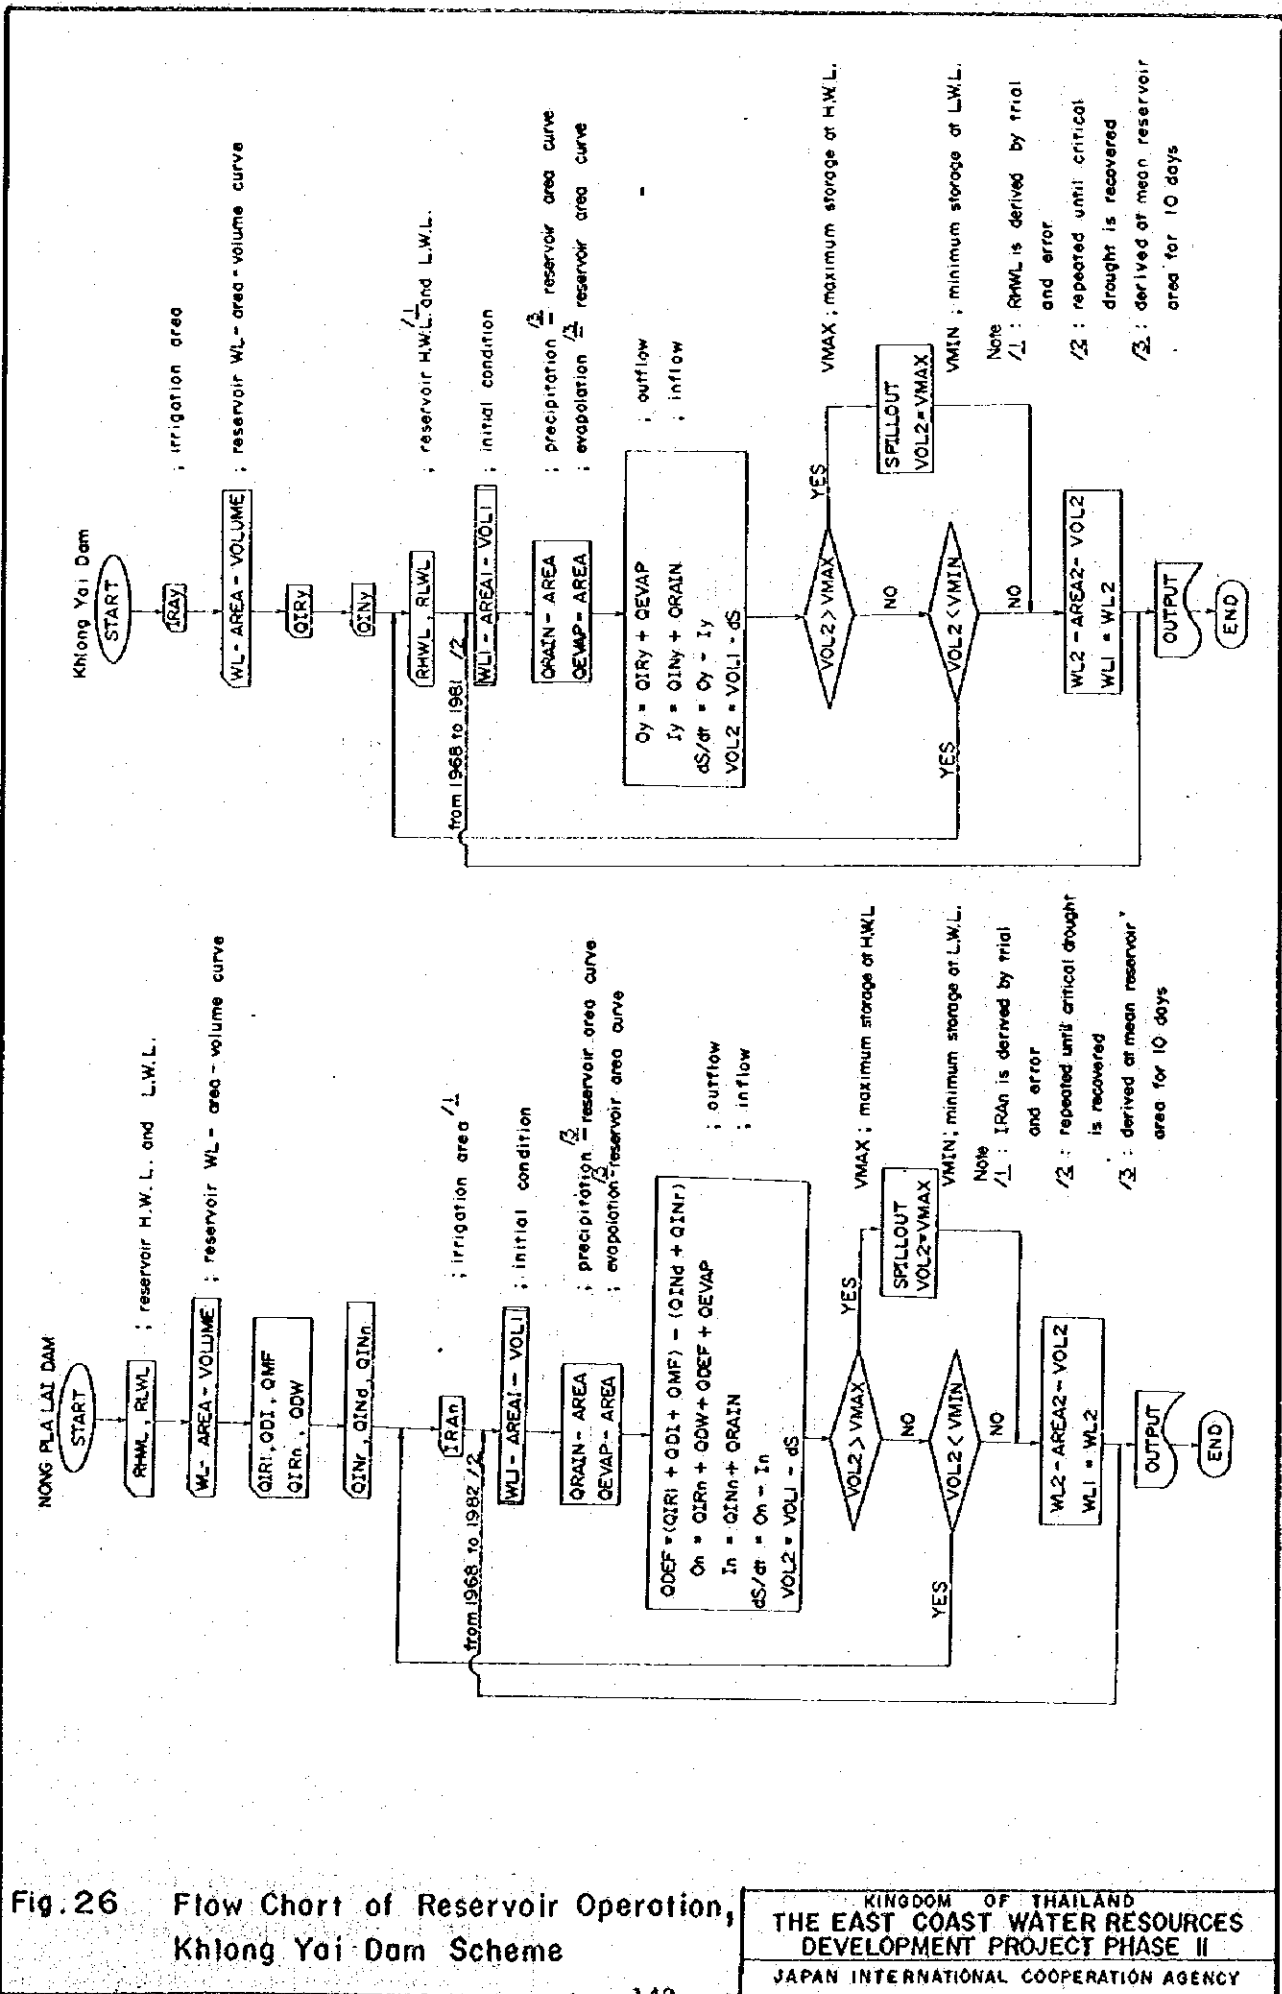 NONG PLA LAI DAM
START
RHWL, RLWL ; reservoir H.W.L. and L.W.L.
WL - AREA - VOLUME ; reservoir WL - area - volume curve
QIRi, QDI, QMF
QIRn, QDW
QINr, QINd, QINn
IRAn ; irrigation area /1
from 1968 to 1982 /2
WL1 - AREA1 - VOL1 ; initial condition
QRAIN - AREA ; precipitation /3 - reservoir area curve
QEVAP - AREA ; evapolation /3 - reservoir area curve
QDEF = (QIRi + QDI + QMF) - (QINd + QINr)
On = QIRn + QDW + QDEF + QEVAP ; outflow
In = QINn + QRAIN ; inflow
dS/dt = On - In
VOL2 = VOL1 - dS
VOL2 > VMAX
YES
VMAX ; maximum storage at H.W.L
NO
SPILLOUT
VOL2 = VMAX
VOL2 < VMIN
YES
VMIN ; minimum storage at L.W.L.
NO
Note
/1 : IRAn is derived by trial
and error
/2 : repeated until critical drought
is recovered
/3 : derived at mean reservoir
area for 10 days
WL2 - AREA2 - VOL2
WL1 = WL2
OUTPUT
END
Khlong Yai Dam
START
IRAy ; irrigation area
WL - AREA - VOLUME ; reservoir WL - area - volume curve
QIRy
QINy
RHWL, RLWL ; reservoir H.W.L. /1 and L.W.L.
from 1968 to 1981 /2
WL1 - AREA1 - VOL1 ; initial condition
QRAIN - AREA ; precipitation /3 - reservoir area curve
QEVAP - AREA ; evapolation /3 - reservoir area curve
Oy = QIRy + QEVAP ; outflow
Iy = QINy + QRAIN ; inflow
dS/dt = Oy - Iy
VOL2 = VOL1 - dS
VOL2 > VMAX
YES
VMAX ; maximum storage at H.W.L.
NO
SPILLOUT
VOL2 = VMAX
VOL2 < VMIN
YES
VMIN ; minimum storage at L.W.L.
NO
Note
/1 : RHWL is derived by trial
and error
/2 : repeated until critical
drought is recovered
/3 : derived at mean reservoir
area for 10 days
WL2 - AREA2 - VOL2
WL1 = WL2
OUTPUT
END
Fig. 26 Flow Chart of Reservoir Operation,
Khlong Yai Dam Scheme
KINGDOM OF THAILAND
THE EAST COAST WATER RESOURCES
DEVELOPMENT PROJECT PHASE II
JAPAN INTERNATIONAL COOPERATION AGENCY